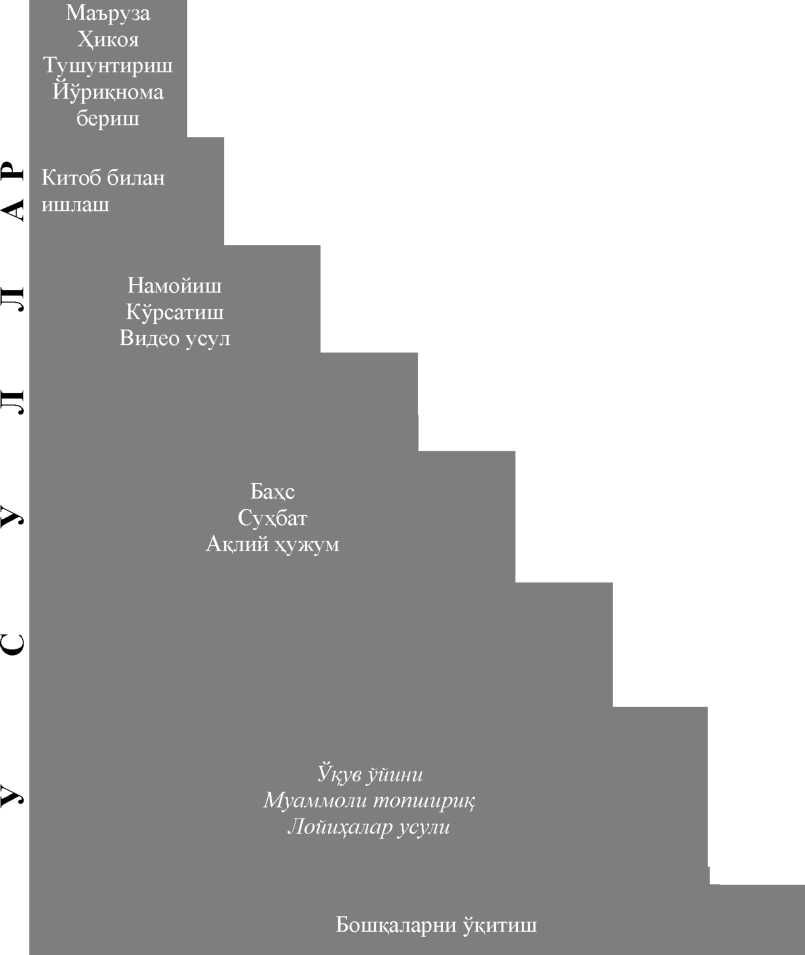 Маъруза
Ҳикоя
Тушунтириш
Йўриқнома
бериш
Китоб билан
ишлаш
Намойиш
Кўрсатиш
Видео усул
Баҳс
Суҳбат
Ақлий ҳужум
Ўқув ўйини
Муаммоли топшириқ
Лойиҳалар усули
Бошқаларни ўқитиш
У С У Л Л А Р